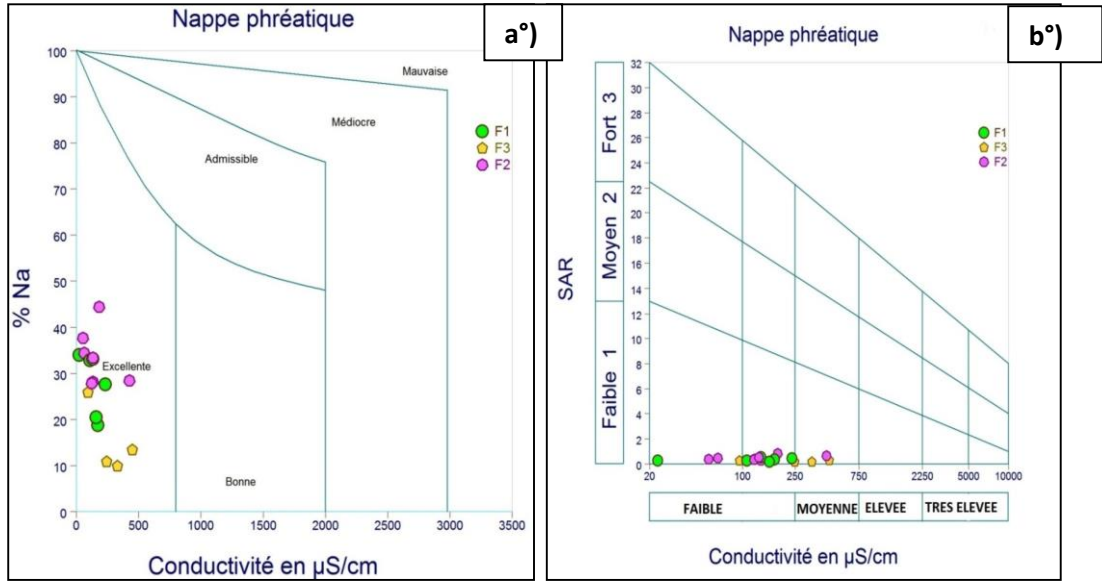 Nappe phréatique
a°)
100
90
80
70
60
50
40
30
20
10
0
% Na
Mauvaise
Médiocre
Admissible
Excellente
Bonne
F1
F3
F2
0 500 1000 1500 2000 2500 3000 3500
Conductivité en µS/cm
Nappe phréatique
b°)
SAR
Fort 3
Moyen 2
Faible 1
32
30
28
26
24
22
20
18
16
14
12
10
8
6
4
2
0
F1
F3
F2
20 100 250 750 2250 5000 10000
FAIBLE MOYENNE ELEVEE TRES ELEVEE
Conductivité en µS/cm